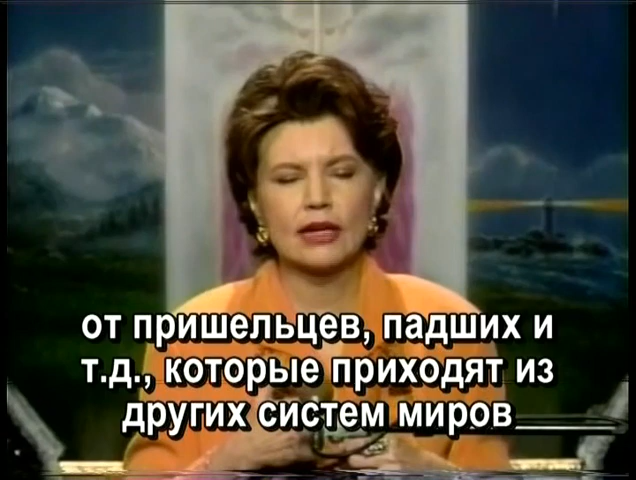 от пришельцев, падших и
т.д., которые приходят из
других систем миров